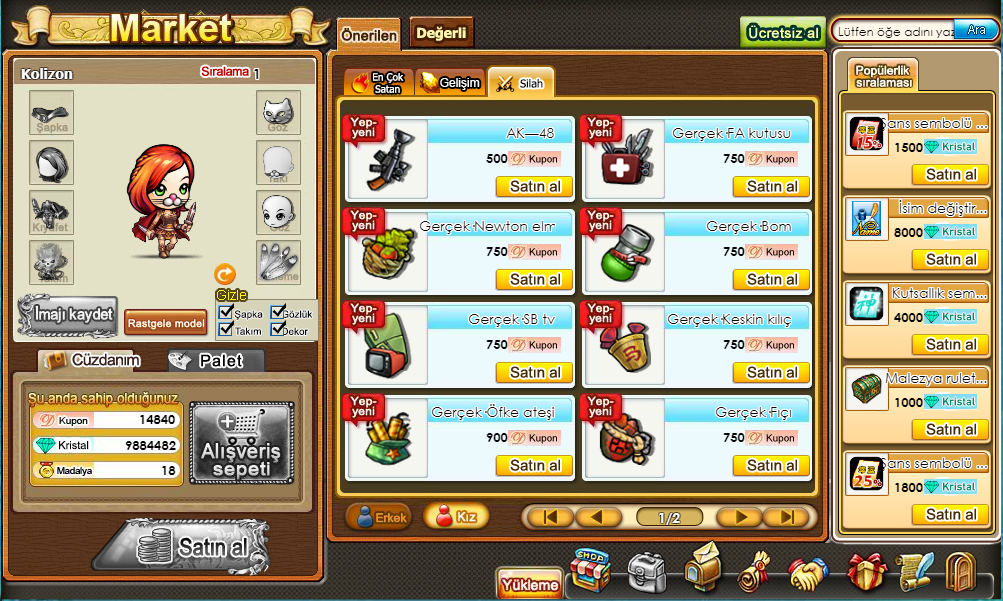 Market
Önerilen
Değerli
Ücretsiz al
Lütfen öğe adını yaz
Ara
Kolizon
Sıralama 1
Şapka
Göz
Kıyafet
Takım
Gizle
Şapka
Gözlük
Takım
Dekor
İmajı kaydet
Rastgele model
Cüzdanım
Palet
Şu anda sahip olduğunuz
Kupon 14840
Kristal 9884482
Madalya 18
Alışveriş
sepeti
Satın al
En Çok
Satan
Gelişim
Silah
Yep-
yeni
AK—48
500 Kupon
Satın al
Yep-
yeni
Gerçek·FA kutusu
750 Kupon
Satın al
Yep-
yeni
Gerçek·Newton elm
750 Kupon
Satın al
Yep-
yeni
Gerçek·Bom
750 Kupon
Satın al
Yep-
yeni
Gerçek·SB tv
750 Kupon
Satın al
Yep-
yeni
Gerçek·Keskin kılıç
750 Kupon
Satın al
Yep-
yeni
Gerçek·Öfke ateşi
900 Kupon
Satın al
Yep-
yeni
Gerçek·Fıçı
750 Kupon
Satın al
Erkek
Kız
1/2
Popülerlik
sıralaması
Şans sembolü ...
15%
1500 Kristal
Satın al
İsim değiştir...
8000 Kristal
Satın al
Kutsallık sem...
神
4000 Kristal
Satın al
Malezya rulet...
1000 Kristal
Satın al
Şans sembolü ...
25%
1800 Kristal
Satın al
Yükleme
SHOP